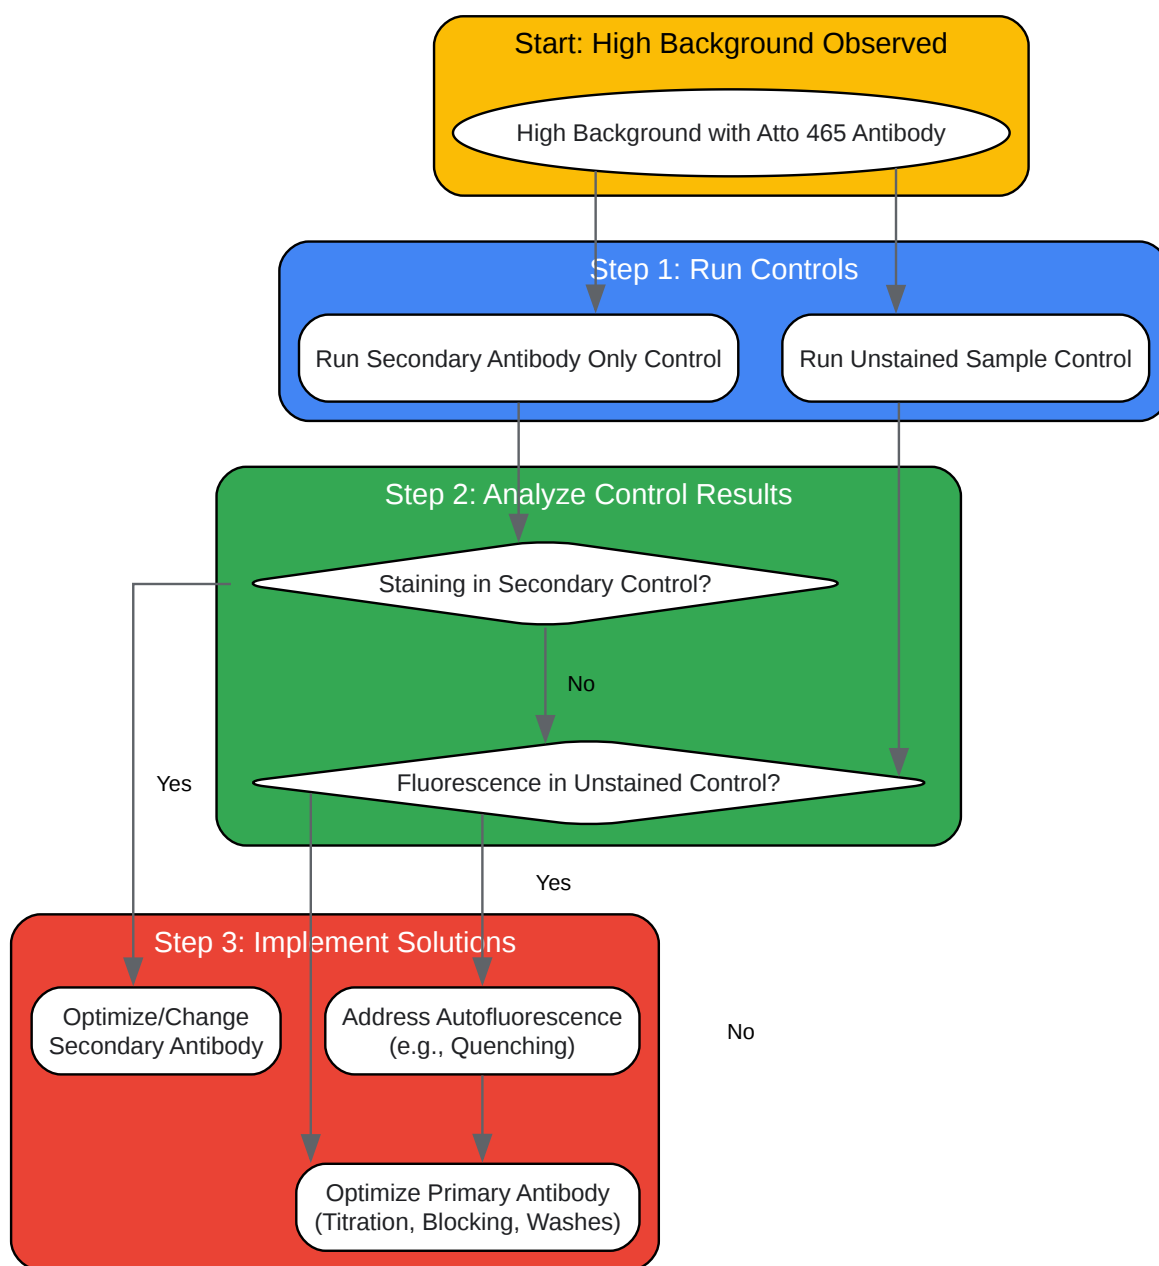 Start: High Background Observed
High Background with Atto 465 Antibody
Step 1: Run Controls
Run Secondary Antibody Only Control
Run Unstained Sample Control
Step 2: Analyze Control Results
Staining in Secondary Control?
No
Yes
Fluorescence in Unstained Control?
Yes
Step 3: Implement Solutions
Optimize/Change
Secondary Antibody
Address Autofluorescence
(e.g., Quenching)
No
Optimize Primary Antibody
(Titration, Blocking, Washes)